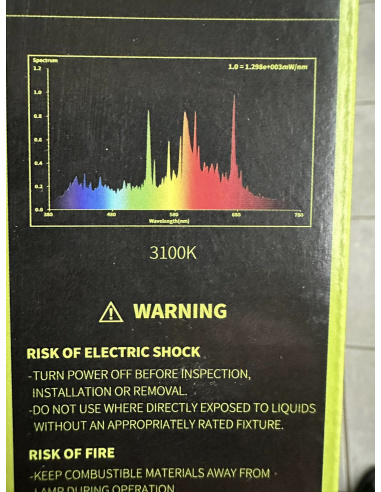 Spectrum
1.0 = 1.298e+003mW/nm
1.2
1.0
0.8
0.6
0.4
0.2
0.0
380 480 580 680 780
Wavelength(nm)
3100K
WARNING
RISK OF ELECTRIC SHOCK
-TURN POWER OFF BEFORE INSPECTION,
INSTALLATION OR REMOVAL.
-DO NOT USE WHERE DIRECTLY EXPOSED TO LIQUIDS
WITHOUT AN APPROPRIATELY RATED FIXTURE.
RISK OF FIRE
-KEEP COMBUSTIBLE MATERIALS AWAY FROM
LAMP DURING OPERATION